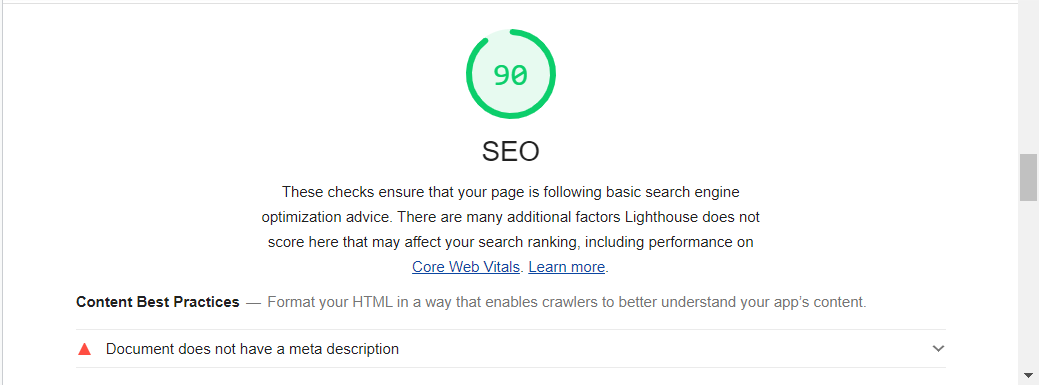 90
SEO
These checks ensure that your page is following basic search engine
optimization advice. There are many additional factors Lighthouse does not
score here that may affect your search ranking, including performance on
Core Web Vitals. Learn more.
Content Best Practices — Format your HTML in a way that enables crawlers to better understand your app's content.
Document does not have a meta description